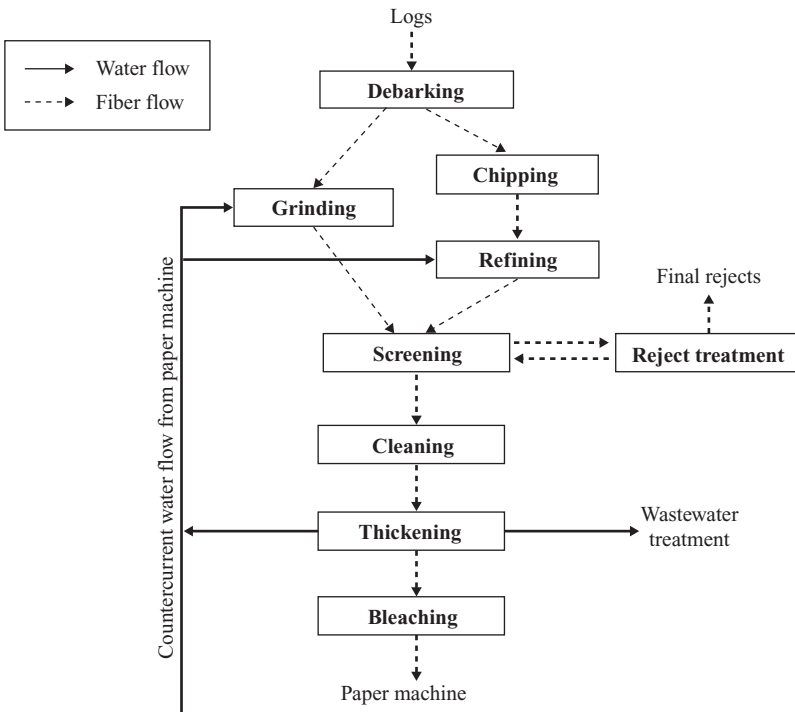 Logs
Water flow
Fiber flow
Debarking
Chipping
Grinding
Refining
Final rejects
Screening
Reject treatment
Cleaning
Countercurrent water flow from paper machine
Thickening
Wastewater
treatment
Bleaching
Paper machine